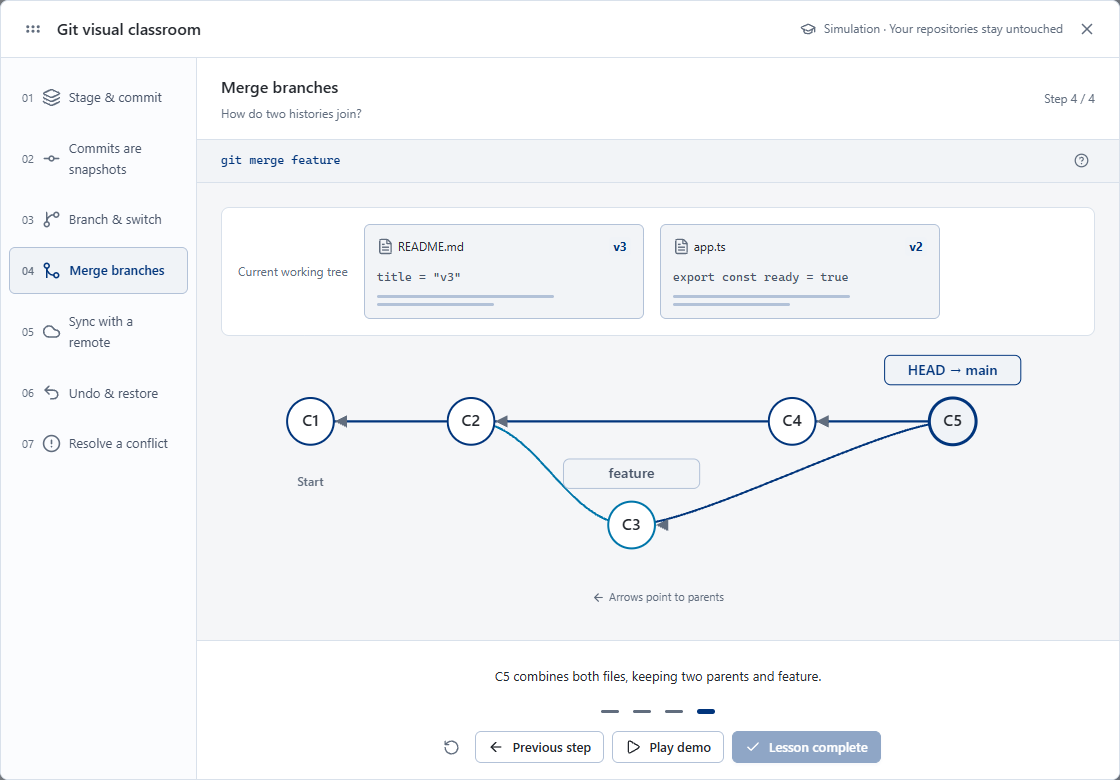 Git visual classroom
Simulation · Your repositories stay untouched
01 Stage & commit
02 Commits are
snapshots
03 Branch & switch
04 Merge branches
05 Sync with a
remote
06 Undo & restore
07 Resolve a conflict
Merge branches
How do two histories join?
Step 4 / 4
git merge feature
Current working tree
README.md v3
title = "v3"
app.ts v2
export const ready = true
HEAD → main
C1
C2
C4
C5
Start
feature
C3
← Arrows point to parents
C5 combines both files, keeping two parents and feature.
Previous step
Play demo
Lesson complete